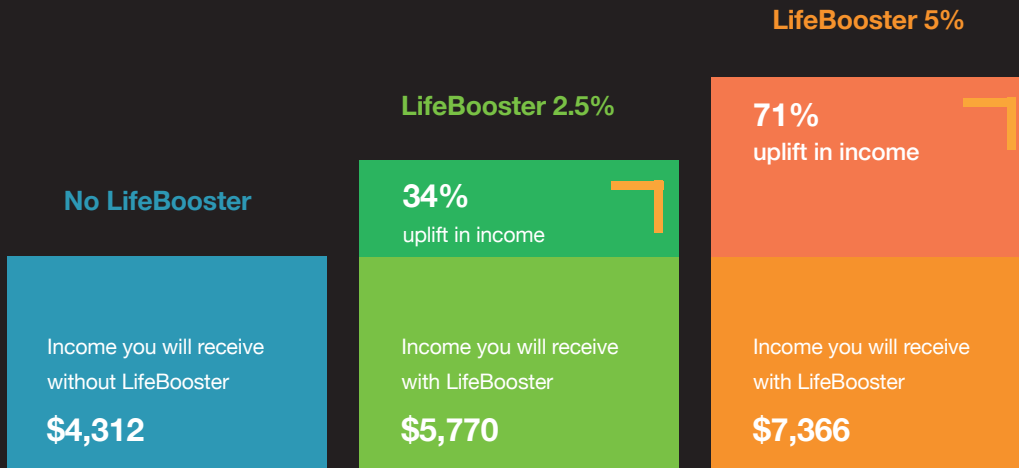 No LifeBooster
Income you will receive
without LifeBooster
$4,312
LifeBooster 2.5%
34%
uplift in income
Income you will receive
with LifeBooster
$5,770
LifeBooster 5%
71%
uplift in income
Income you will receive
with LifeBooster
$7,366